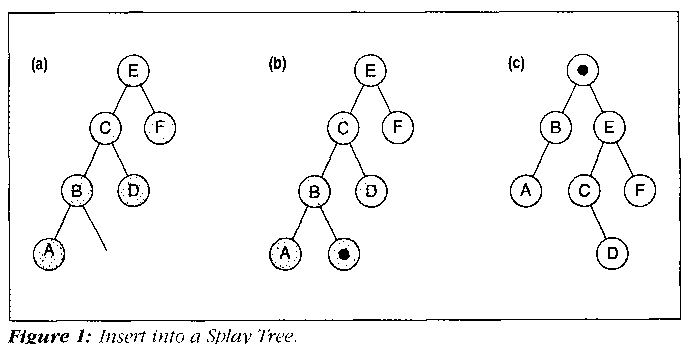 (a) (b) (c)
E E
C F C F B E
B D B D A C F
A A D
Figure 1: Insert into a Splay Tree.